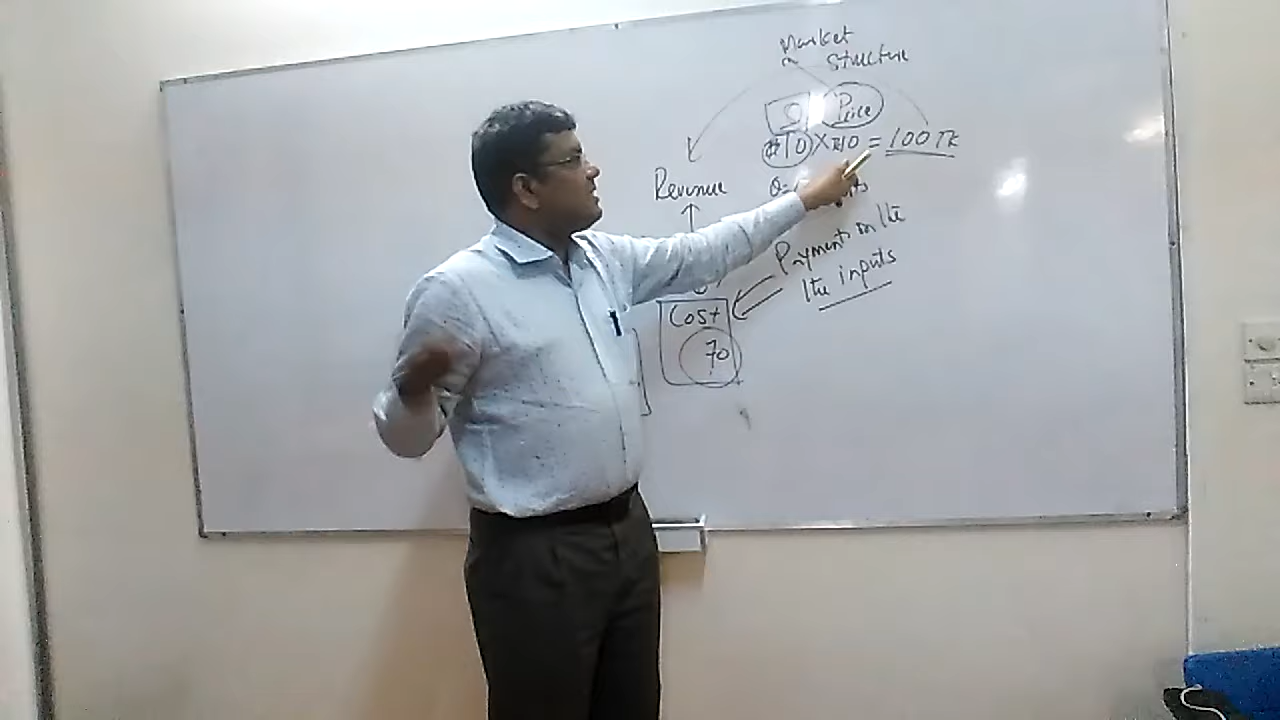 Market
Structure
Q Price
10 X 10 = 100 TK
Revenue
Q=
Payment on the
the inputs
Cost
70